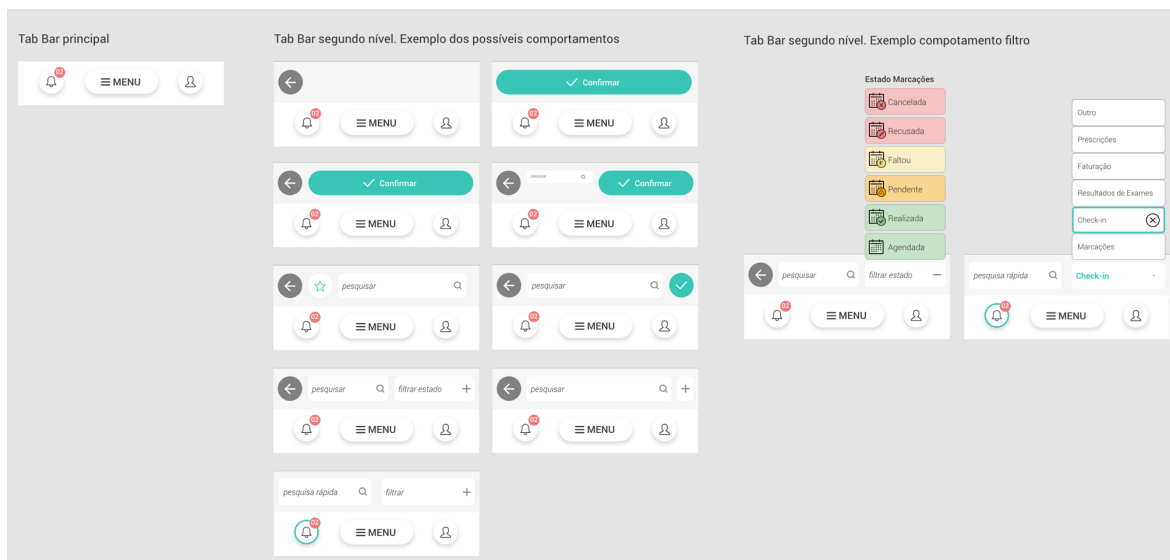 Tab Bar principal
02
MENU
Tab Bar segundo nível. Exemplo dos possíveis comportamentos
02
MENU
Confirmar
02
MENU
Confirmar
02
MENU
pesquisar
Confirmar
02
MENU
pesquisar
02
MENU
pesquisar
02
MENU
pesquisar
filtrar estado
02
MENU
pesquisar
02
MENU
pesquisa rápida
filtrar
02
MENU
Tab Bar segundo nível. Exemplo compotamento filtro
Estado Marcações
Cancelada
Recusada
Faltou
Pendente
Realizada
Agendada
pesquisar
filtrar estado
02
MENU
Outro
Prescrições
Faturação
Resultados de Exames
Check-in
Marcações
pesquisa rápida
Check-in
02
MENU